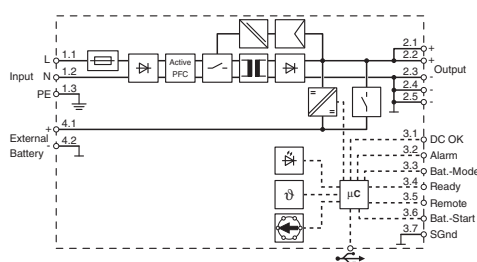 L 1.1
Input N 1.2
PE 1.3
Active
PFC
2.1 +
2.2 +
2.3 - Output
2.4 -
2.5 -
External + 4.1
Battery - 4.2
3.1 DC OK
3.2 Alarm
3.3 Bat.-Mode
3.4 Ready
3.5 Remote
3.6 Bat.-Start
3.7 SGnd
ϑ
µC